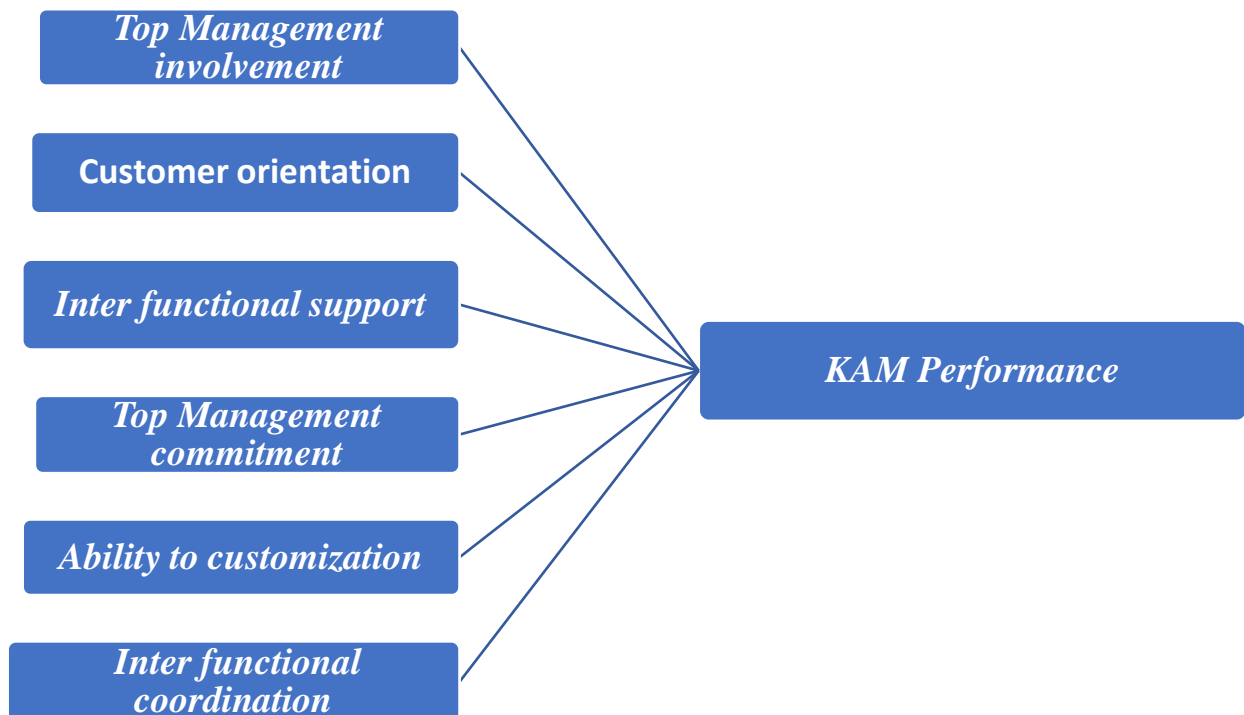 Top Management
involvement
Customer orientation
Inter functional support
KAM Performance
Top Management
commitment
Ability to customization
Inter functional
coordination